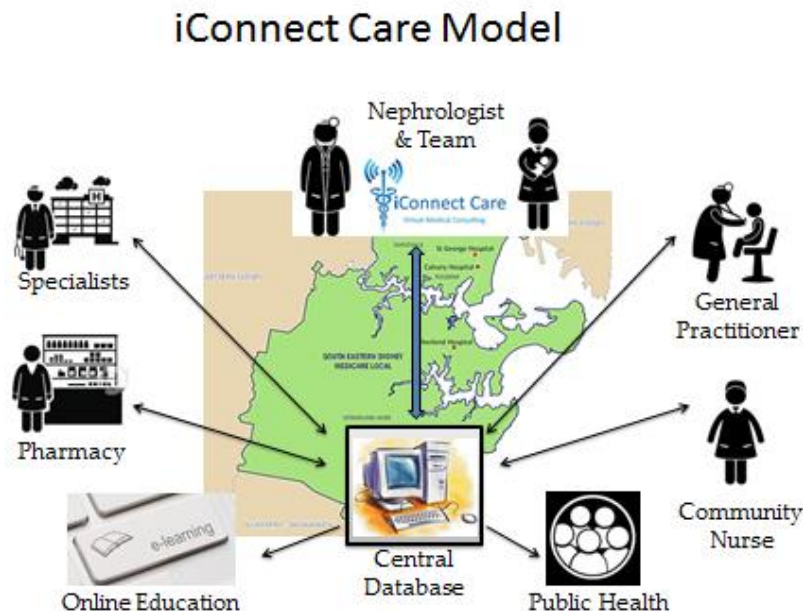 iConnect Care Model
Nephrologist
& Team
iConnect Care
Virtual Medical Consulting
H
Specialists
St George Hospital
Calvary Hospital
General
Practitioner
SOUTH EASTERN SYDNEY
MEDICARE LOCAL
Pharmacy
Community
Nurse
e-learning
Central
Database
Online Education
Public Health